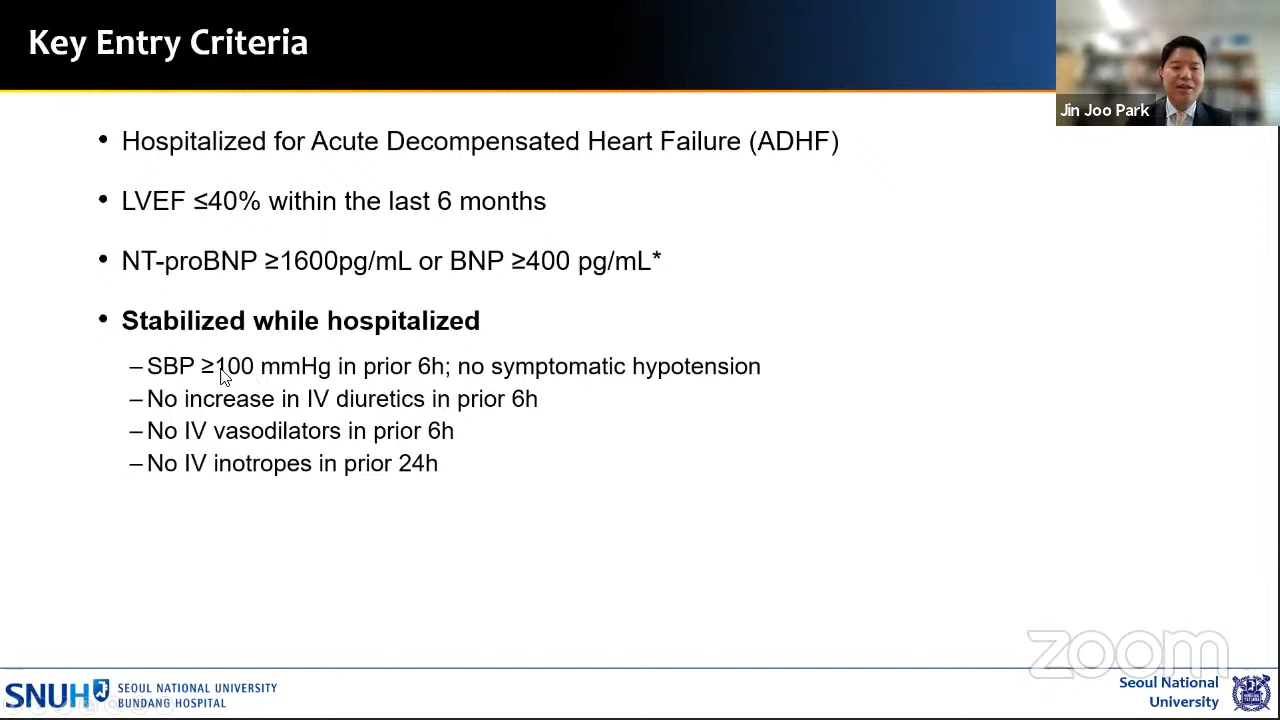 Key Entry Criteria
Jin Joo Park
• Hospitalized for Acute Decompensated Heart Failure (ADHF)
• LVEF ≤40% within the last 6 months
• NT-proBNP ≥1600pg/mL or BNP ≥400 pg/mL*
• Stabilized while hospitalized
– SBP ≥100 mmHg in prior 6h; no symptomatic hypotension
– No increase in IV diuretics in prior 6h
– No IV vasodilators in prior 6h
– No IV inotropes in prior 24h
zoom
SNUH
SEOUL NATIONAL UNIVERSITY
BUNDANG HOSPITAL
Seoul National
University